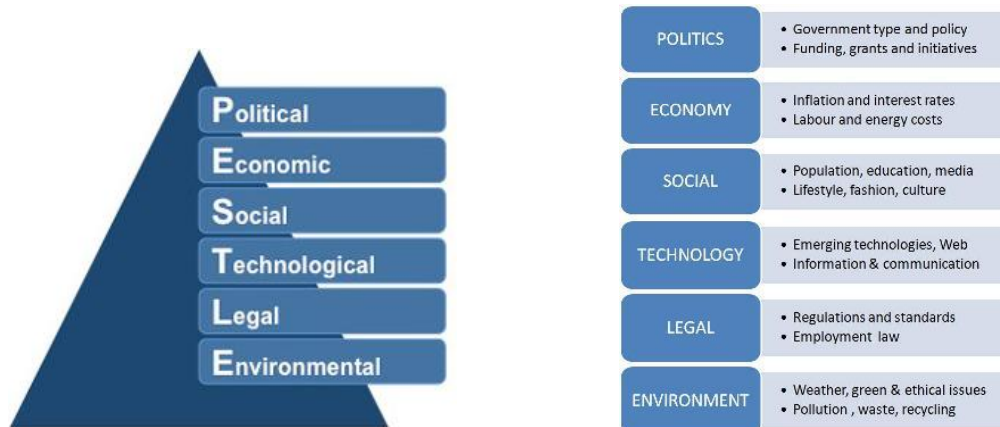 Political
Economic
Social
Technological
Legal
Environmental
POLITICS
• Government type and policy
• Funding, grants and initiatives
ECONOMY
• Inflation and interest rates
• Labour and energy costs
SOCIAL
• Population, education, media
• Lifestyle, fashion, culture
TECHNOLOGY
• Emerging technologies, Web
• Information & communication
LEGAL
• Regulations and standards
• Employment law
ENVIRONMENT
• Weather, green & ethical issues
• Pollution , waste, recycling